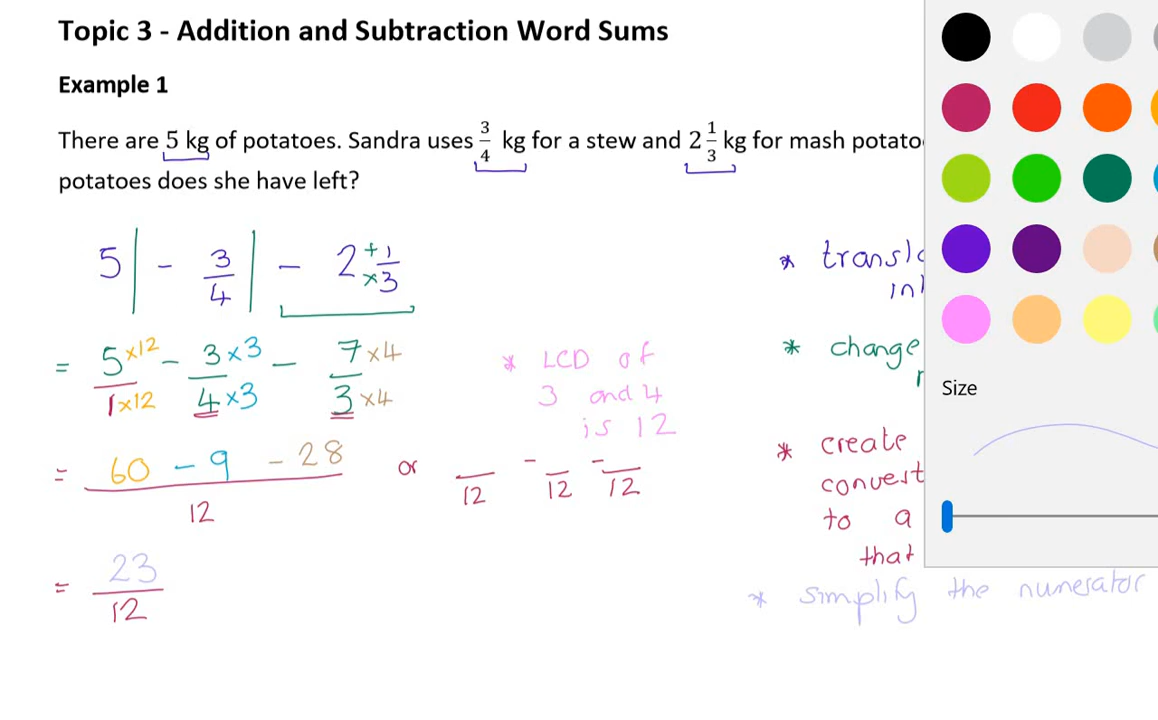 Topic 3 - Addition and Subtraction Word Sums
Example 1
There are 5 kg of potatoes. Sandra uses 3/4 kg for a stew and 2 1/3 kg for mash potato
potatoes does she have left?
5 | - 3/4 | - 2 + 1/× 3
* transl
in
= 5 ×12/1 ×12 - 3 ×3/4 ×3 - 7 ×4/3 ×4
* LCD of
3 and 4
is 12
* change
= 60 - 9 - 28/12 or /12 - /12 - /12
* create
convert
to a
that
= 23/12
* simplify the numerator
Size